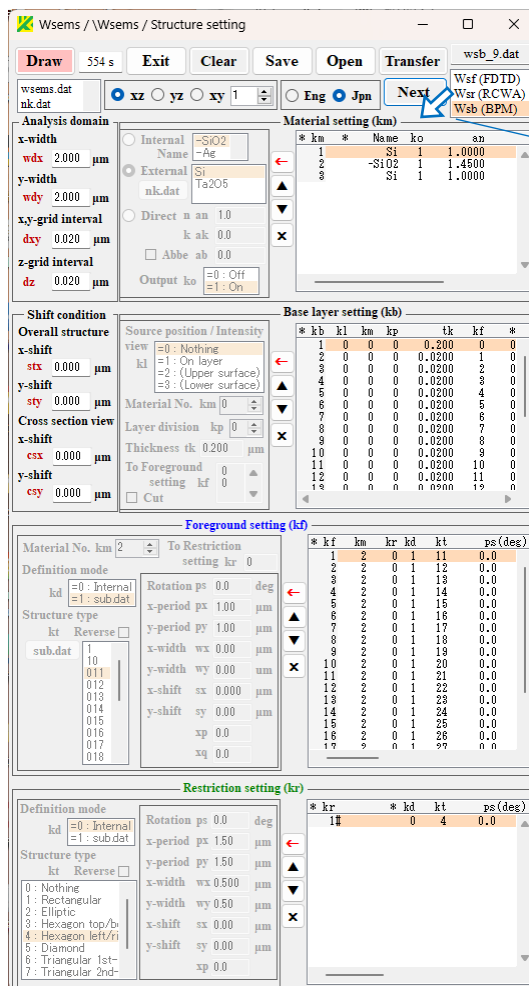 Wsems / \Wsems / Structure setting
Draw 554 s Exit Clear Save Open Transfer wsb_9.dat
wsems.dat
nk.dat
xz yz xy 1 Eng Jpn Next
Wsf (FDTD)
Wsr (RCWA)
Wsb (BPM)
Analysis domain
x-width
wdx 2.000 μm
y-width
wdy 2.000 μm
x,y-grid interval
dxy 0.020 μm
z-grid interval
dz 0.020 μm
Material setting (km)
Internal Name
-SiO2
-Ag
External
nk.dat
Si
Ta2O5
Direct n an 1.0
k ak 0.0
Abbe ab 0.0
Output ko
=0 : Off
=1 : On
* km * Name ko an
1 Si 1 1.0000
2 -SiO2 1 1.4500
3 Si 1 1.0000
Shift condition
Overall structure
x-shift
stx 0.000 μm
y-shift
sty 0.000 μm
Cross section view
x-shift
csx 0.000 μm
y-shift
csy 0.000 μm
Base layer setting (kb)
Source position / Intensity
view
kl
=0 : Nothing
=1 : On layer
=2 : (Upper surface)
=3 : (Lower surface)
Material No. km 0
Layer division kp 0
Thickness tk 0.200 μm
To Foreground
setting kf
0
0
Cut
* kb kl km kp tk kf *
1 0 0 0 0.200 0 0
2 0 0 0 0.0200 1 0
3 0 0 0 0.0200 2 0
4 0 0 0 0.0200 3 0
5 0 0 0 0.0200 4 0
6 0 0 0 0.0200 5 0
7 0 0 0 0.0200 6 0
8 0 0 0 0.0200 7 0
9 0 0 0 0.0200 8 0
10 0 0 0 0.0200 9 0
11 0 0 0 0.0200 10 0
12 0 0 0 0.0200 11 0
13 0 0 0 0.0200 12 0
Foreground setting (kf)
Material No. km 2 To Restriction
setting kr 0
Definition mode
kd
=0 : Internal
=1 : sub.dat
Structure type
kt Reverse
sub.dat
1
10
011
012
013
014
015
016
017
018
Rotation ps 0.0 deg
x-period px 1.00 μm
y-period py 1.00 μm
x-width wx 0.00 μm
y-width wy 0.00 μm
x-shift sx 0.000 μm
y-shift sy 0.00 μm
xp 0.0
xq 0.0
* kf km kr kd kt ps(deg)
1 2 0 1 11 0.0
2 2 0 1 12 0.0
3 2 0 1 13 0.0
4 2 0 1 14 0.0
5 2 0 1 15 0.0
6 2 0 1 16 0.0
7 2 0 1 17 0.0
8 2 0 1 18 0.0
9 2 0 1 19 0.0
10 2 0 1 20 0.0
11 2 0 1 21 0.0
12 2 0 1 22 0.0
13 2 0 1 23 0.0
14 2 0 1 24 0.0
15 2 0 1 25 0.0
16 2 0 1 26 0.0
17 2 0 1 27 0.0
Restriction setting (kr)
Definition mode
kd
=0 : Internal
=1 : sub.dat
Structure type
kt Reverse
0 : Nothing
1 : Rectangular
2 : Elliptic
3 : Hexagon top/bo
4 : Hexagon left/ri
5 : Diamond
6 : Triangular 1st-
7 : Triangular 2nd-
Rotation ps 0.0 deg
x-period px 1.50 μm
y-period py 1.50 μm
x-width wx 0.500 μm
y-width wy 0.50 μm
x-shift sx 0.00 μm
y-shift sy 0.00 μm
xp 0.0
* kr * kd kt ps(deg)
1# 0 4 0.0